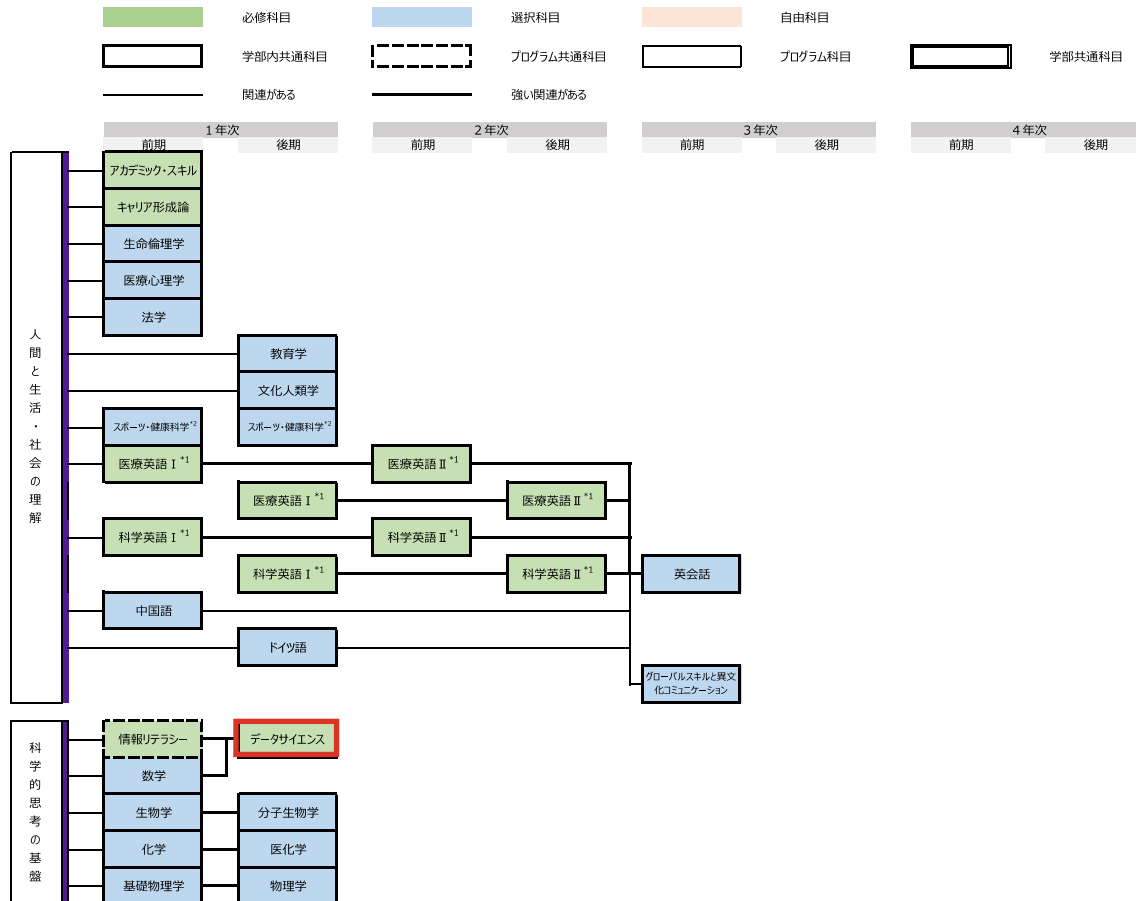 必修科目 選択科目 自由科目
学部内共通科目 プログラム共通科目 プログラム科目 学部共通科目
関連がある 強い関連がある
1年次 2年次 3年次 4年次
前期 後期 前期 後期 前期 後期 前期 後期
人間と生活・社会の理解
アカデミック・スキル
キャリア形成論
生命倫理学
医療心理学
法学
教育学
文化人類学
スポーツ・健康科学*2 スポーツ・健康科学*2
医療英語Ⅰ*1 医療英語Ⅱ*1
医療英語Ⅰ*1 医療英語Ⅱ*1
科学英語Ⅰ*1 科学英語Ⅱ*1
科学英語Ⅰ*1 科学英語Ⅱ*1 英会話
中国語
ドイツ語
グローバルスキルと異文
化コミュニケーション
科学的思考の基盤
情報リテラシー データサイエンス
数学
生物学 分子生物学
化学 医化学
基礎物理学 物理学